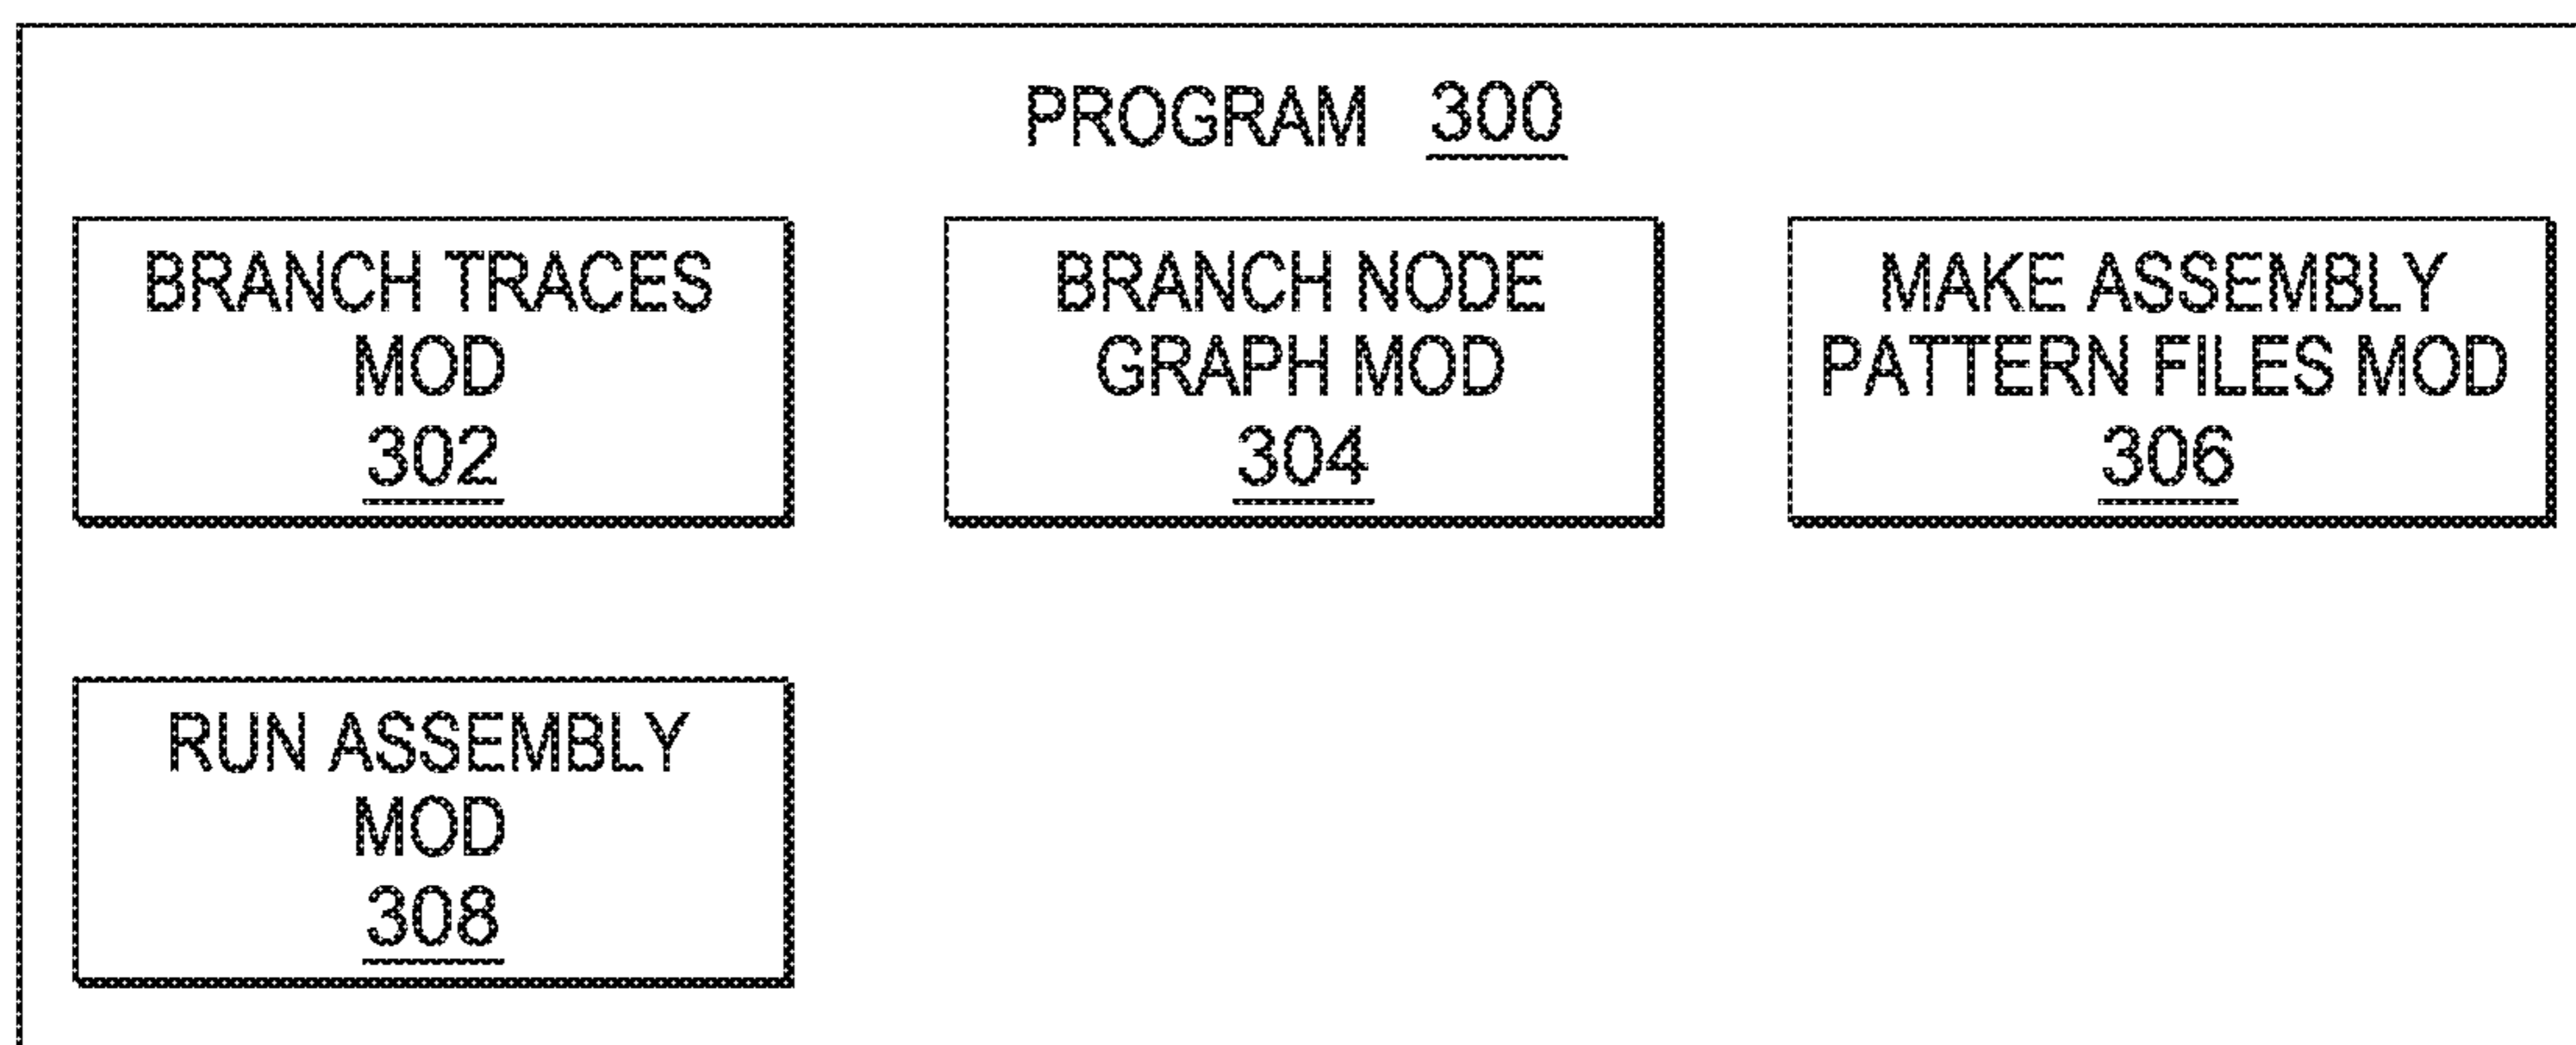 PROGRAM 300
BRANCH TRACES
MOD
302
BRANCH NODE
GRAPH MOD
304
MAKE ASSEMBLY
PATTERN FILES MOD
306
RUN ASSEMBLY
MOD
308